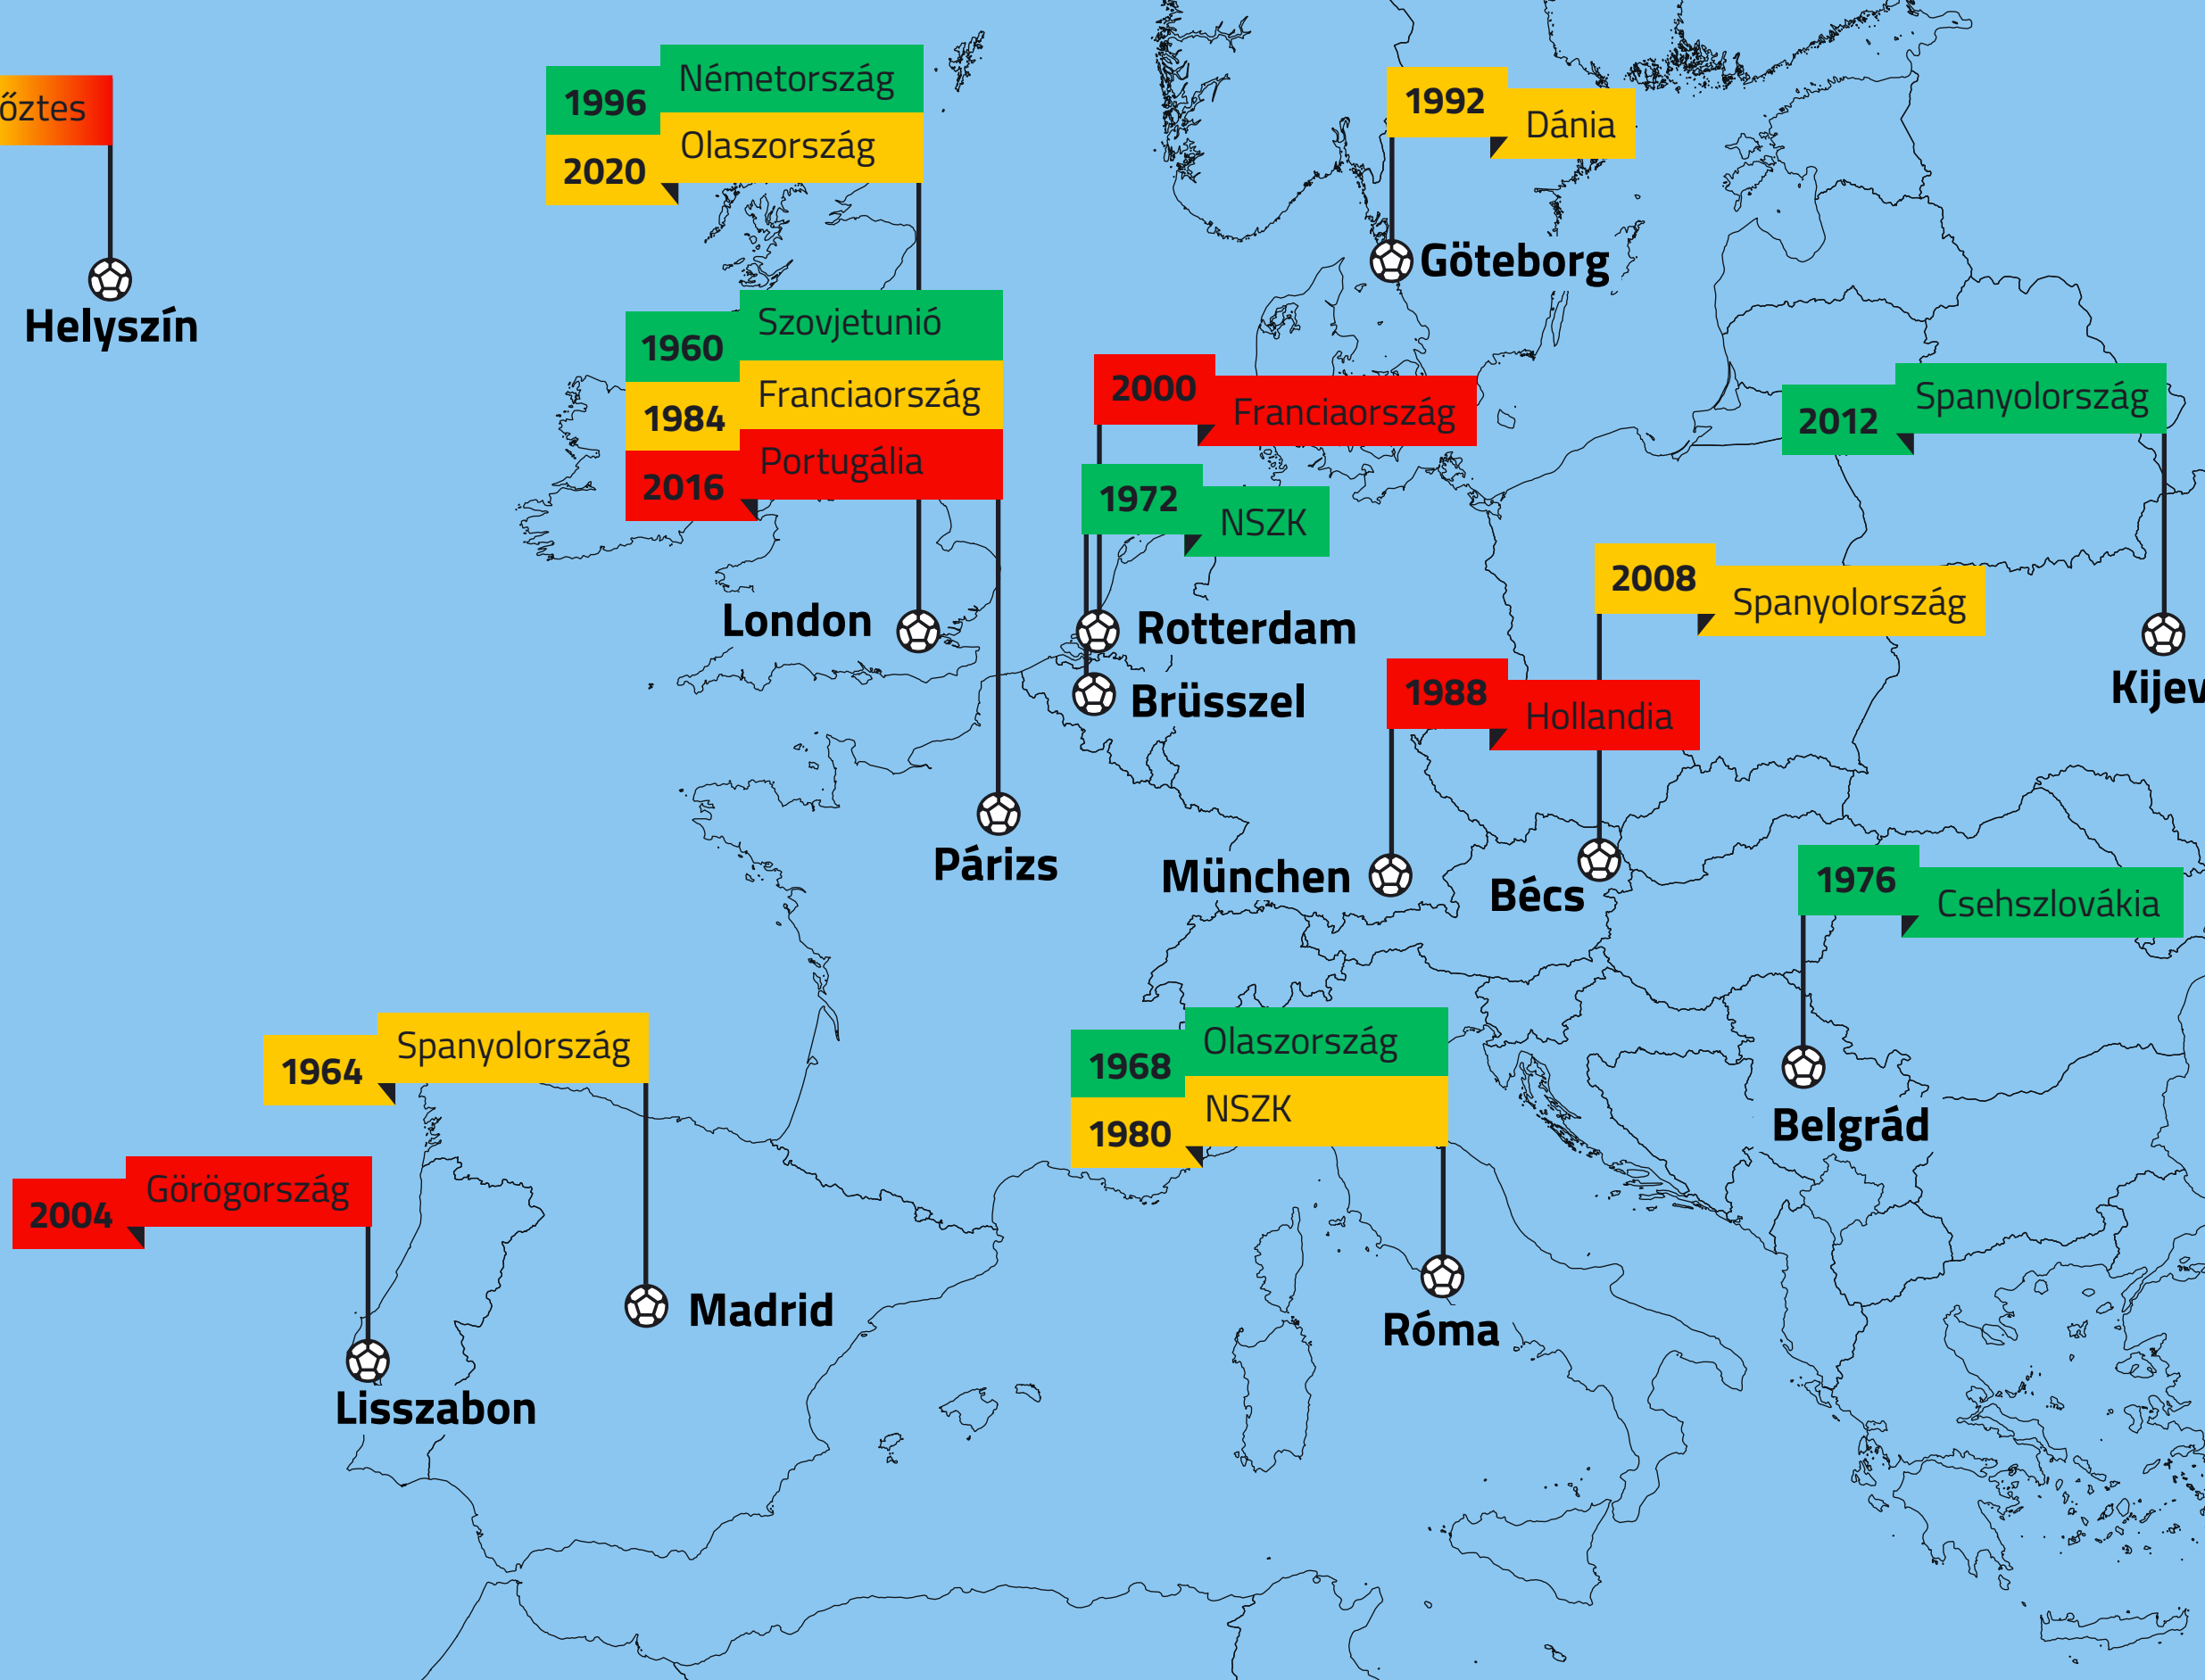 őztes
Helyszín
1996 Németország
2020 Olaszország
London
1992 Dánia
Göteborg
1960 Szovjetunió
1984 Franciaország
2016 Portugália
Párizs
2000 Franciaország
Rotterdam
1972 NSZK
Brüsszel
2012 Spanyolország
Kijev
2008 Spanyolország
Bécs
1988 Hollandia
München
1976 Csehszlovákia
Belgrád
1964 Spanyolország
Madrid
1968 Olaszország
1980 NSZK
Róma
2004 Görögország
Lisszabon